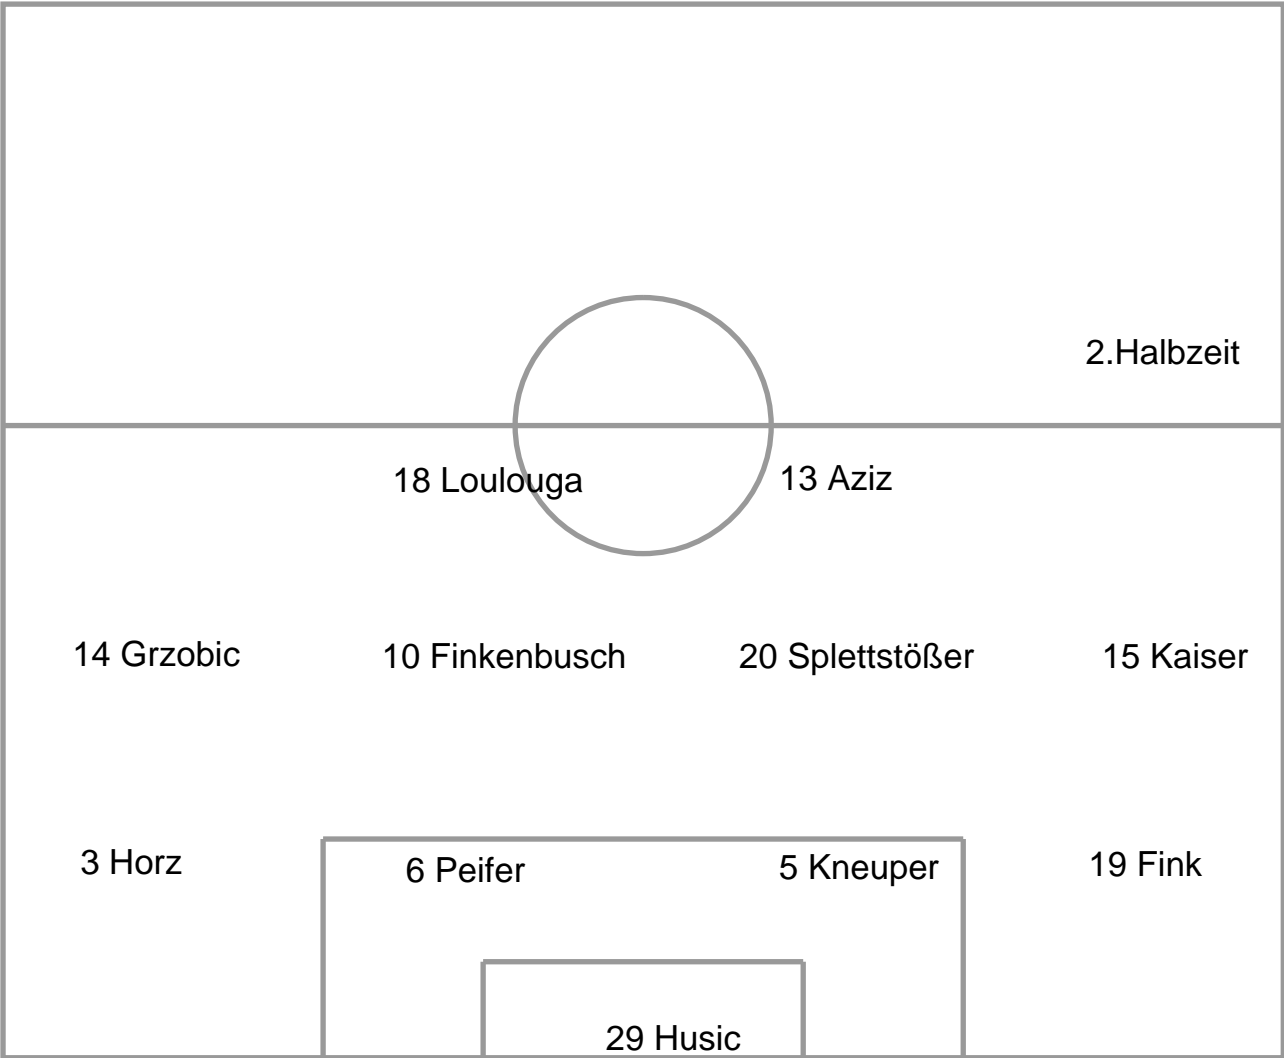 2.Halbzeit
18 Loulouga
13 Aziz
14 Grzobic
10 Finkenbusch
20 Splettstößer
15 Kaiser
3 Horz
6 Peifer
5 Kneuper
19 Fink
29 Husic